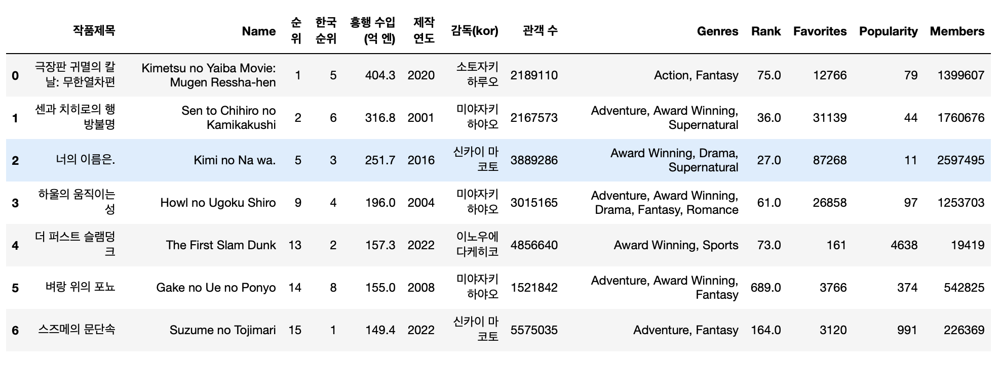 작품제목 Name 순위 한국순위 흥행 수입(억 엔) 제작연도 감독(kor) 관객 수 Genres Rank Favorites Popularity Members
0 극장판 귀멸의 칼날: 무한열차편 Kimetsu no Yaiba Movie: Mugen Ressha-hen 1 5 404.3 2020 소토자키 하루오 2189110 Action, Fantasy 75.0 12766 79 1399607
1 센과 치히로의 행방불명 Sen to Chihiro no Kamikakushi 2 6 316.8 2001 미야자키 하야오 2167573 Adventure, Award Winning, Supernatural 36.0 31139 44 1760676
2 너의 이름은. Kimi no Na wa. 5 3 251.7 2016 신카이 마코토 3889286 Award Winning, Drama, Supernatural 27.0 87268 11 2597495
3 하울의 움직이는 성 Howl no Ugoku Shiro 9 4 196.0 2004 미야자키 하야오 3015165 Adventure, Award Winning, Drama, Fantasy, Romance 61.0 26858 97 1253703
4 더 퍼스트 슬램덩크 The First Slam Dunk 13 2 157.3 2022 이노우에 다케히코 4856640 Award Winning, Sports 73.0 161 4638 19419
5 벼랑 위의 포뇨 Gake no Ue no Ponyo 14 8 155.0 2008 미야자키 하야오 1521842 Adventure, Award Winning, Fantasy 689.0 3766 374 542825
6 스즈메의 문단속 Suzume no Tojimari 15 1 149.4 2022 신카이 마코토 5575035 Adventure, Fantasy 164.0 3120 991 226369